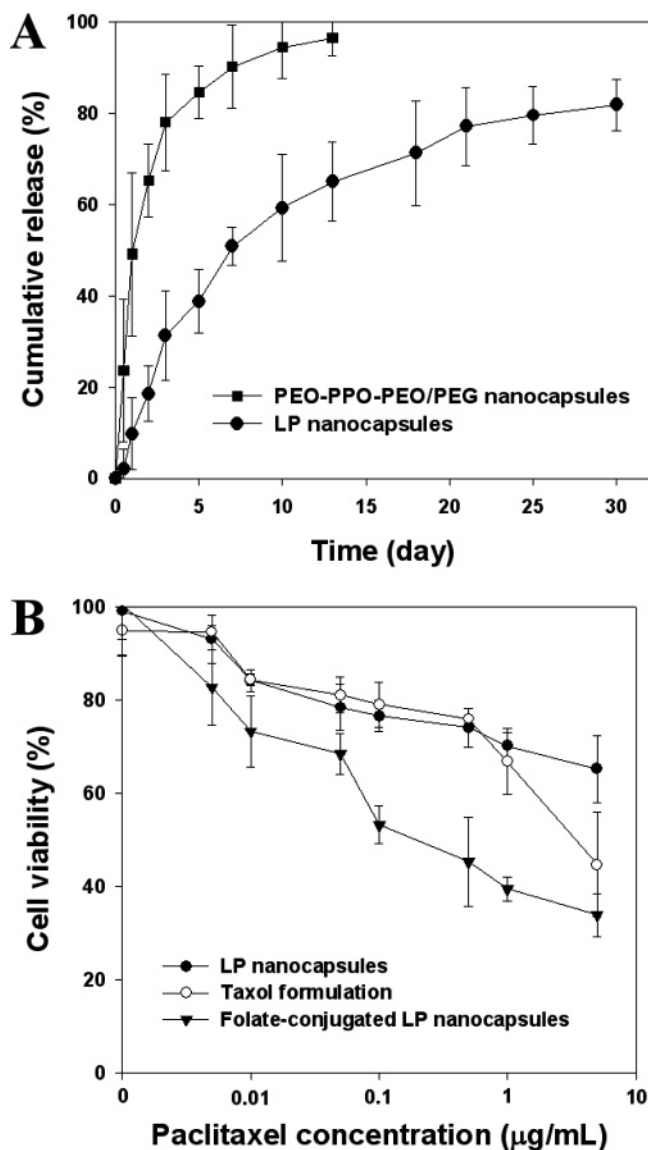 A
Cumulative release (%)
100
80
60
40
20
0
PEO-PPO-PEO/PEG nanocapsules
LP nanocapsules
0 5 10 15 20 25 30
Time (day)
B
Cell viability (%)
100
80
60
40
20
0
LP nanocapsules
Taxol formulation
Folate-conjugated LP nanocapsules
0 0.01 0.1 1 10
Paclitaxel concentration (μg/mL)